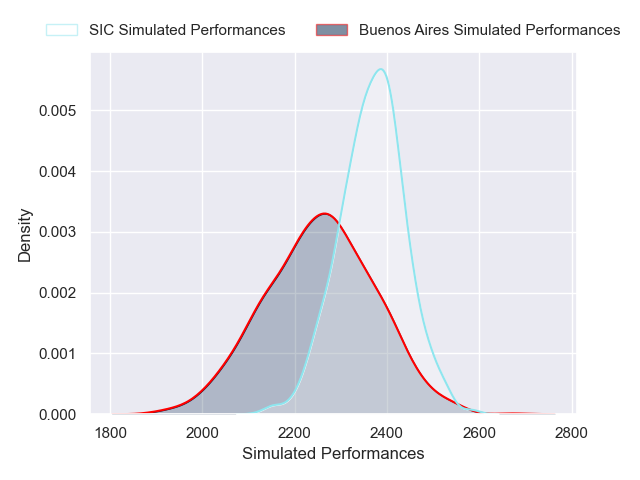 SIC Simulated Performances
Buenos Aires Simulated Performances
Density
0.005
0.004
0.003
0.002
0.001
0.000
1800 2000 2200 2400 2600 2800
Simulated Performances